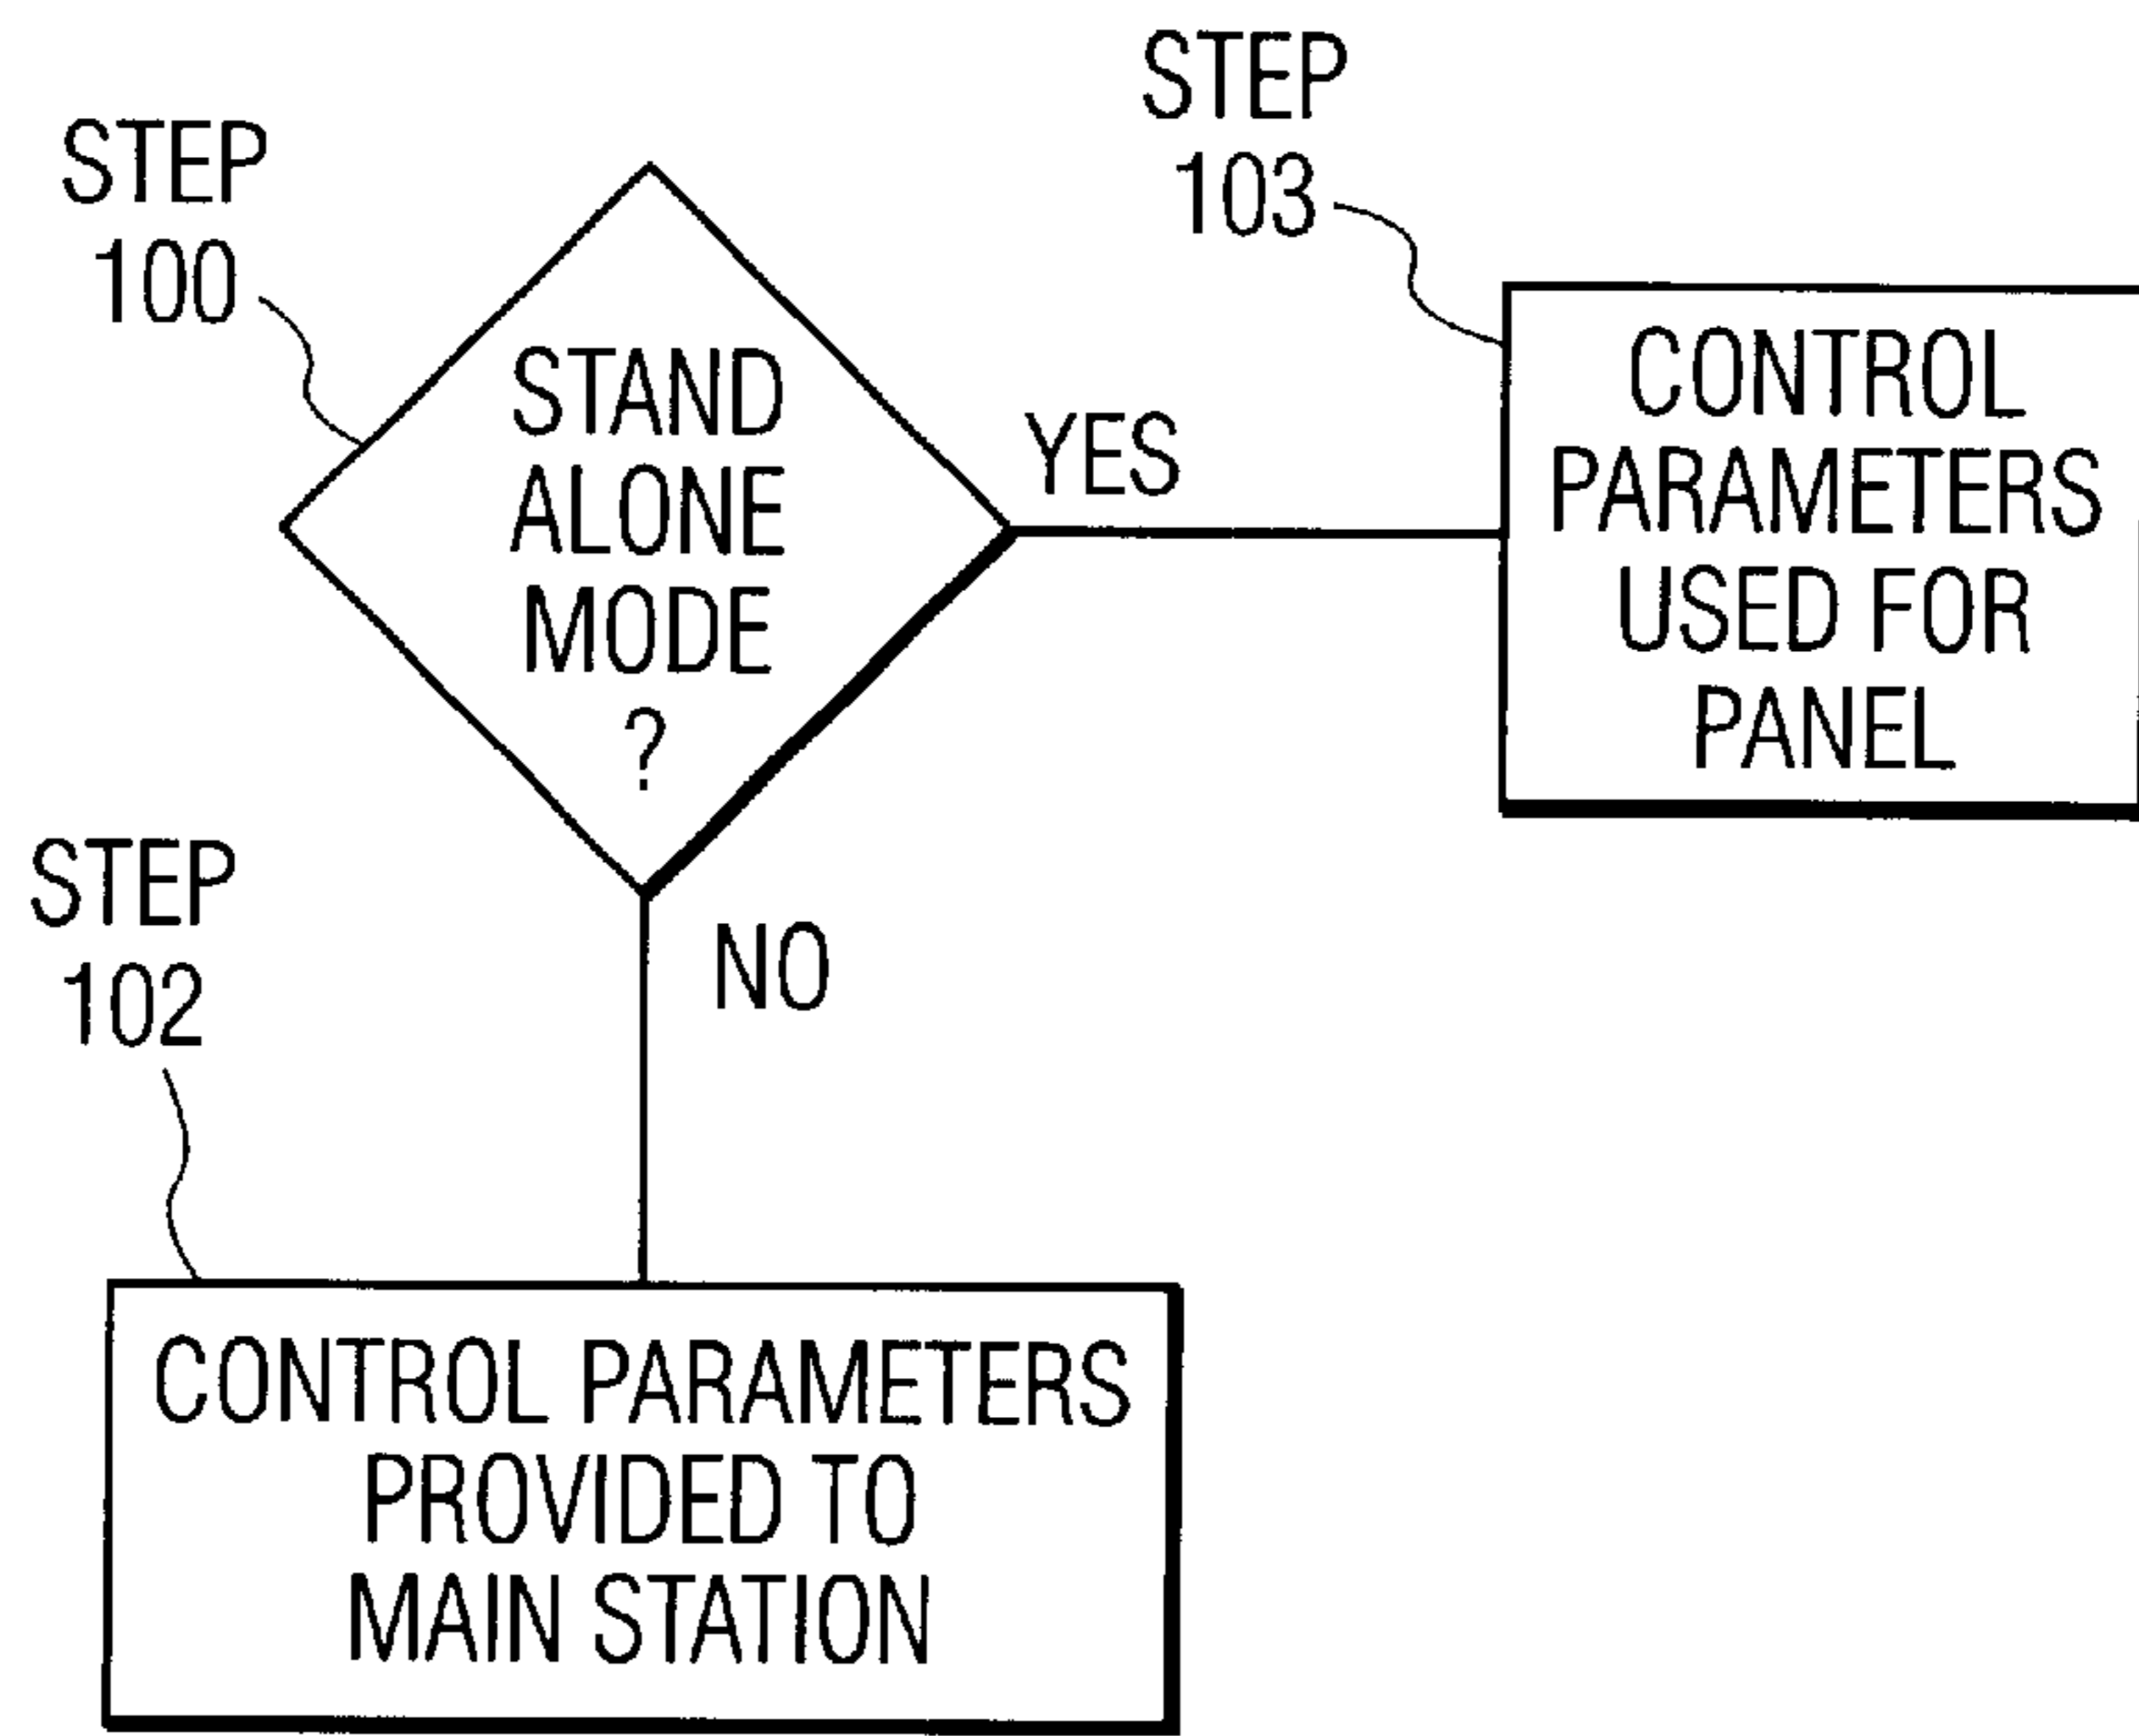 STEP
100
STAND
ALONE
MODE
?
YES
STEP
103
CONTROL
PARAMETERS
USED FOR
PANEL
NO
STEP
102
CONTROL PARAMETERS
PROVIDED TO
MAIN STATION